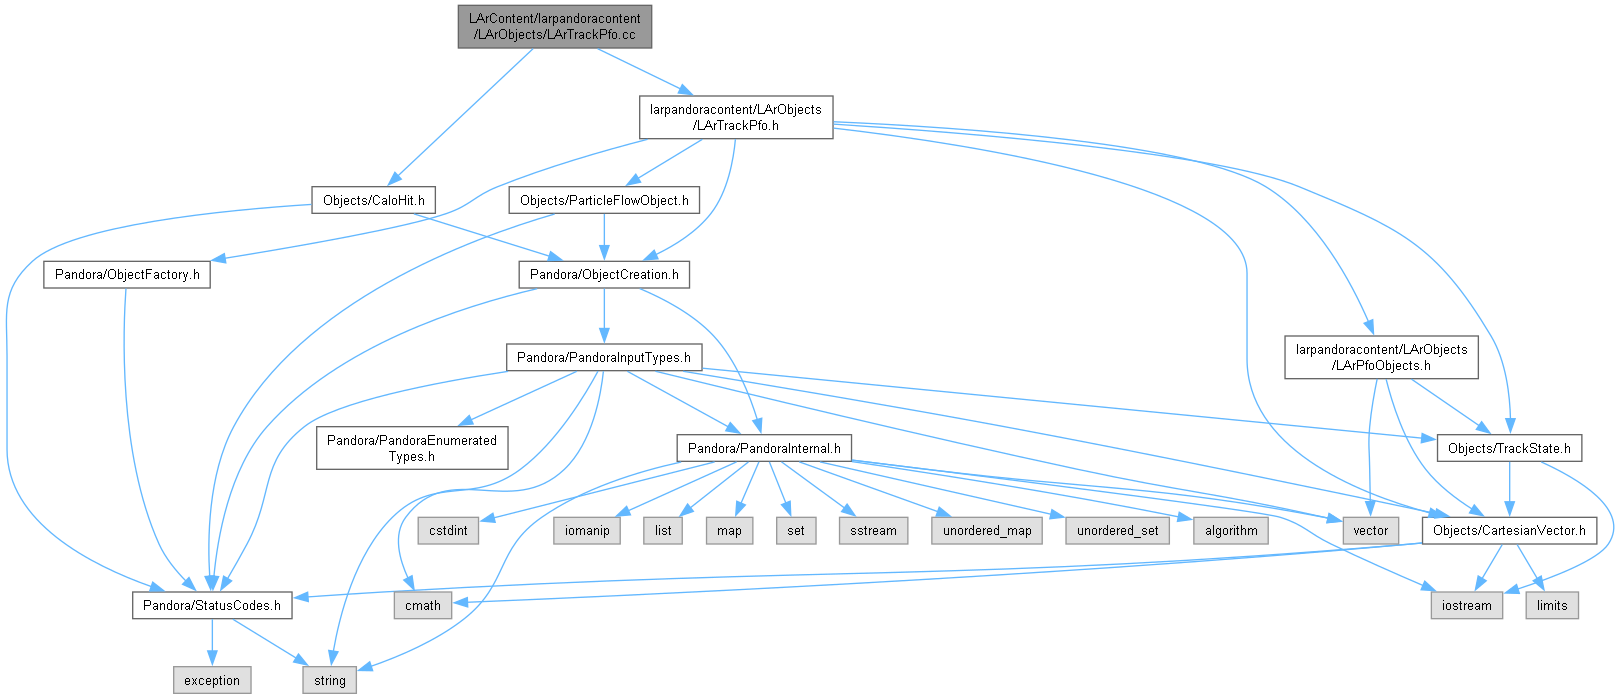 LArContent/larpandoracontent
/LArObjects/LArTrackPfo.cc
larpandoracontent/LArObjects
/LArTrackPfo.h
Objects/CaloHit.h
Objects/ParticleFlowObject.h
Pandora/ObjectFactory.h
Pandora/ObjectCreation.h
Pandora/PandoraInputTypes.h
larpandoracontent/LArObjects
/LArPfoObjects.h
Pandora/PandoraEnumerated
Types.h
Pandora/PandoraInternal.h
Objects/TrackState.h
cstdint
iomanip
list
map
set
sstream
unordered_map
unordered_set
algorithm
vector
Objects/CartesianVector.h
Pandora/StatusCodes.h
cmath
iostream
limits
exception
string